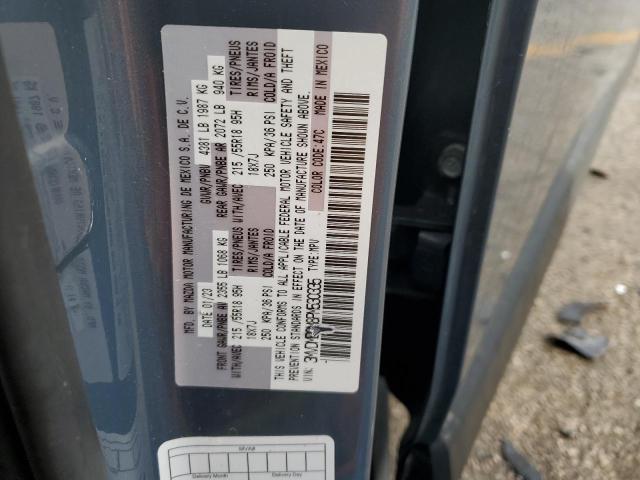 MFD. BY MAZDA MOTOR MANUFACTURING DE MEXICO S.A. DE C.V.
DATE 01/23 GVWR/PNBV 4381 LB 1987 KG
FRONT GAWR/PNBE AV 2355 LB 1068 KG REAR GAWR/PNBE AR 2072 LB 940 KG
WITH/AVEC 215/55R18 95H TIRES/PNEUS WITH/AVEC 215/55R18 95H TIRES/PNEUS
18X7J RIMS/JANTES 18X7J RIMS/JANTES
250 KPA/36 PSI COLD/A FROID 250 KPA/36 PSI COLD/A FROID
THIS VEHICLE CONFORMS TO ALL APPLICABLE FEDERAL MOTOR VEHICLE SAFETY AND THEFT
PREVENTION STANDARDS IN EFFECT ON THE DATE OF MANUFACTURE SHOWN ABOVE.
VIN: TYPE:MPV COLOR CODE:47C MADE IN MEXICO
M/V/A/I
Delivery Month Delivery Day